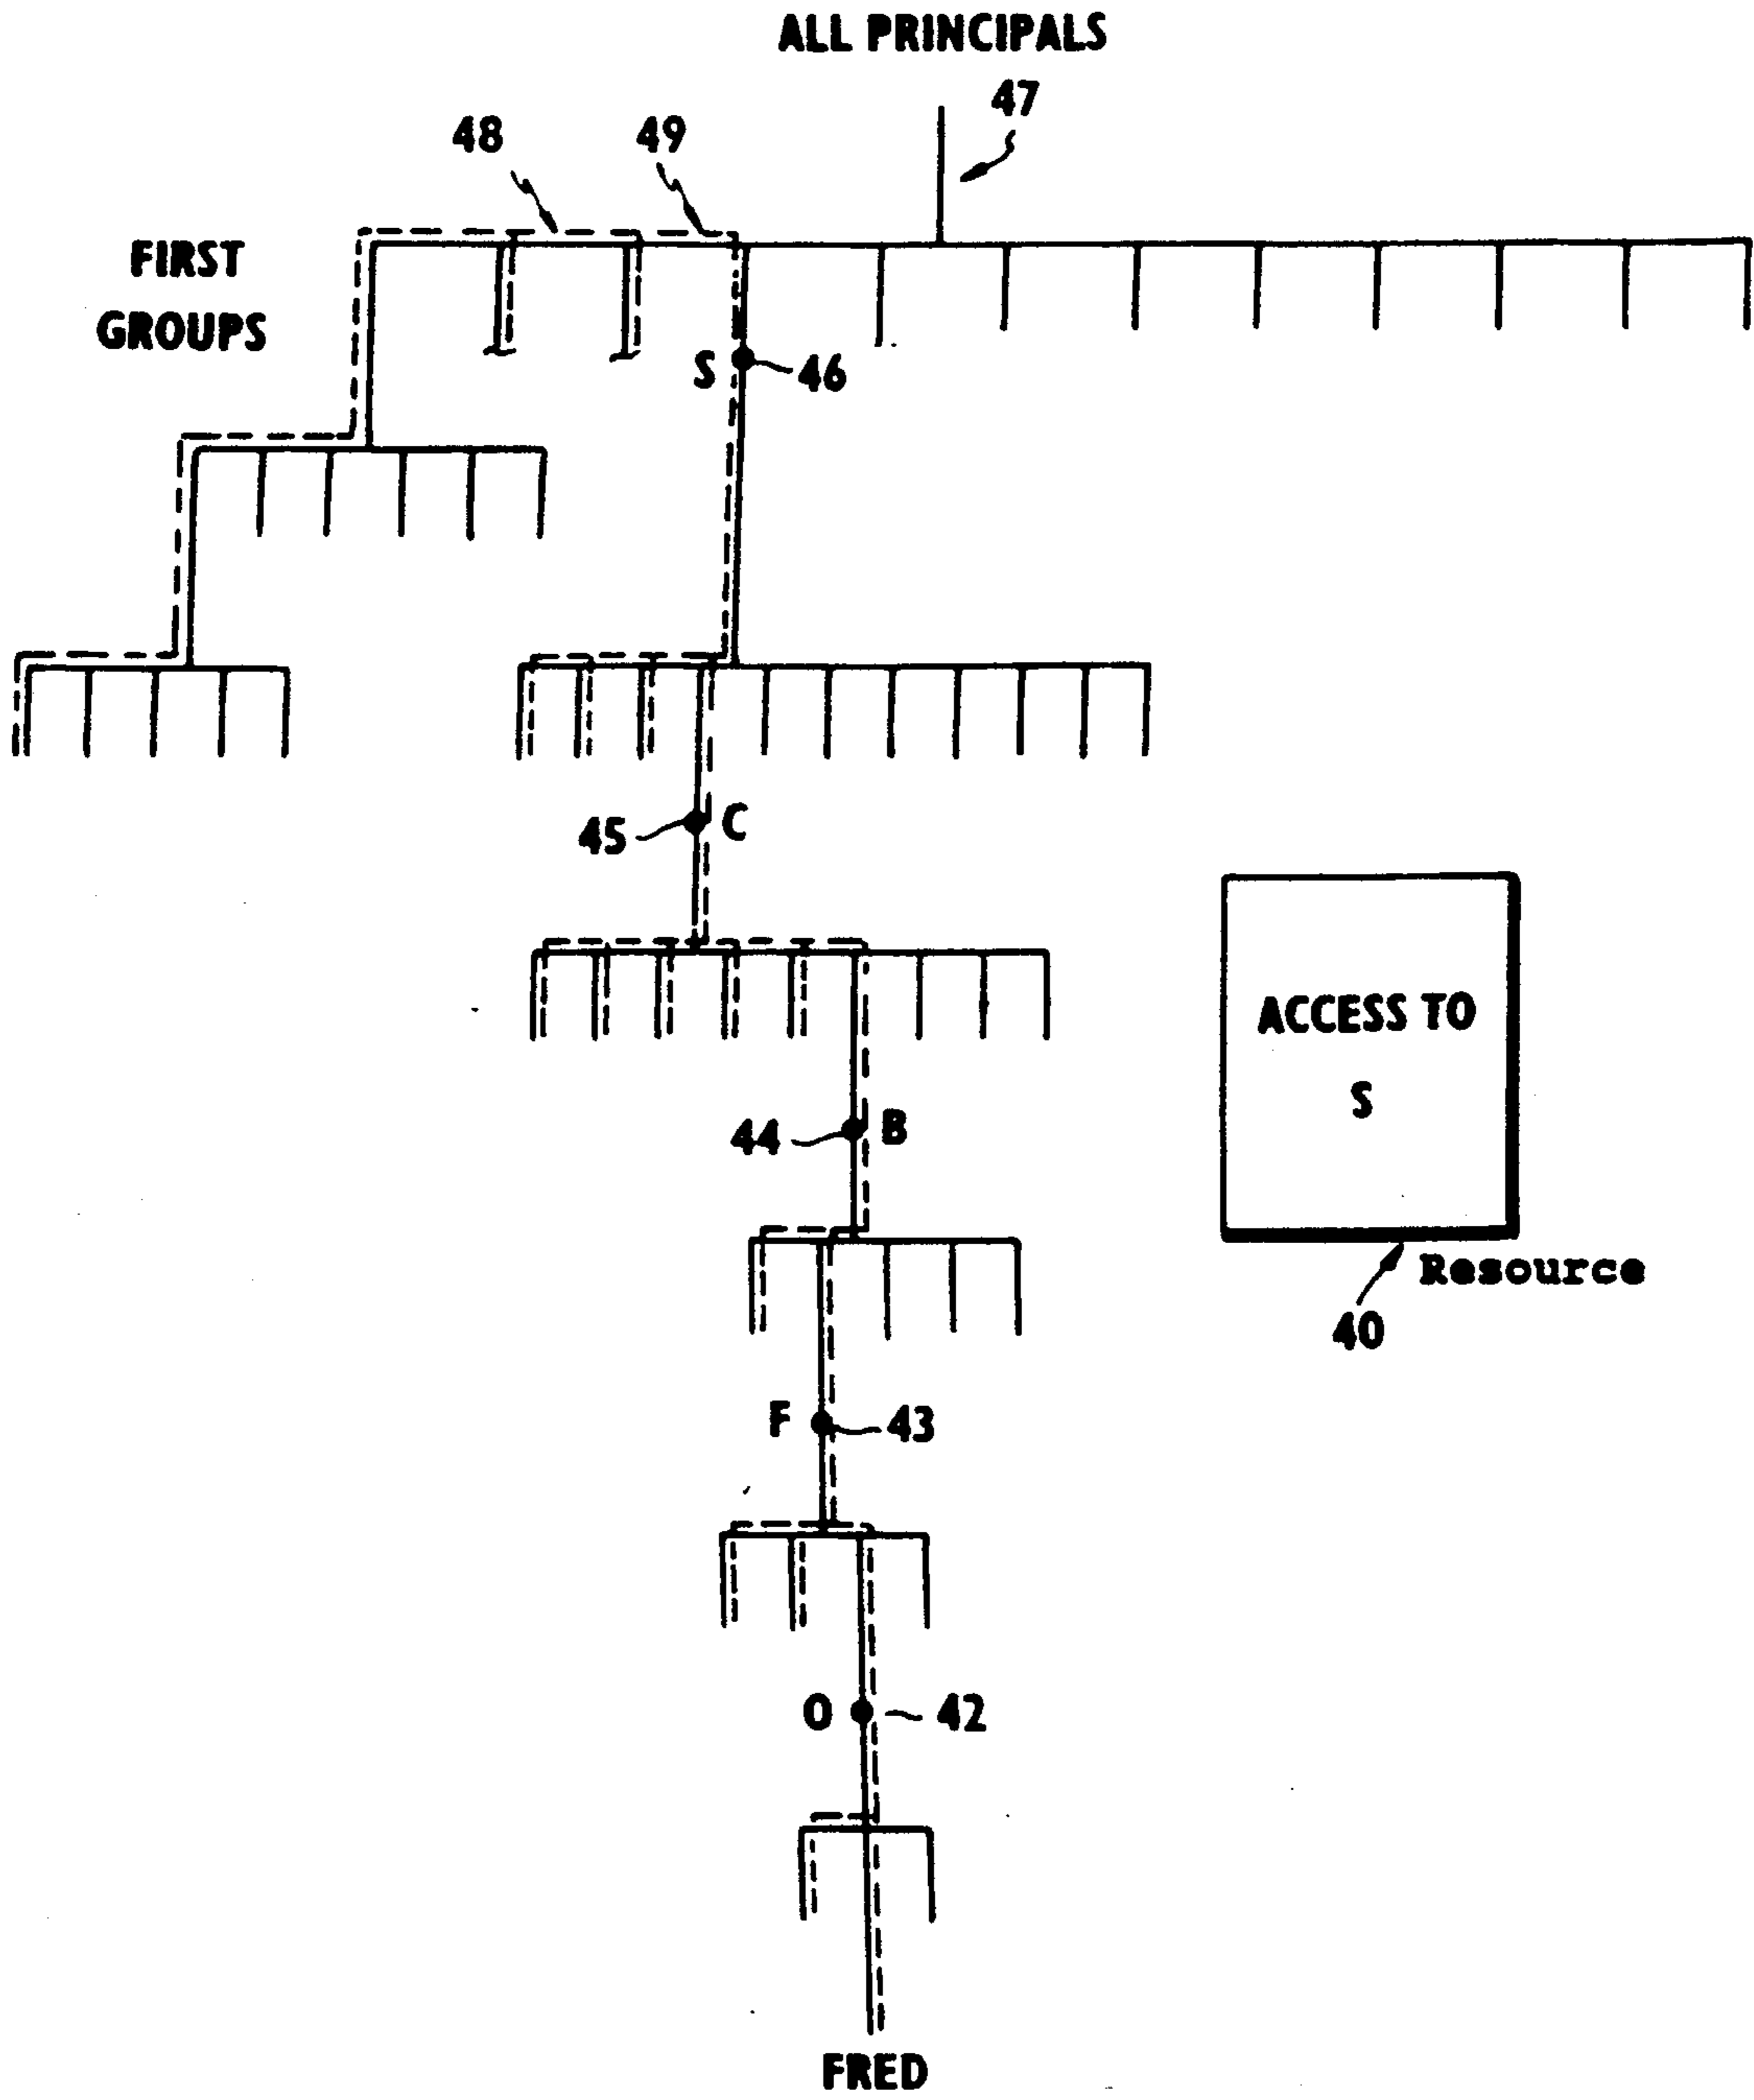 ALL PRINCIPALS
47
48
49
FIRST
GROUPS
S
46
45
C
ACCESS TO
S
44
B
Resource
40
F
43
O
42
FRED